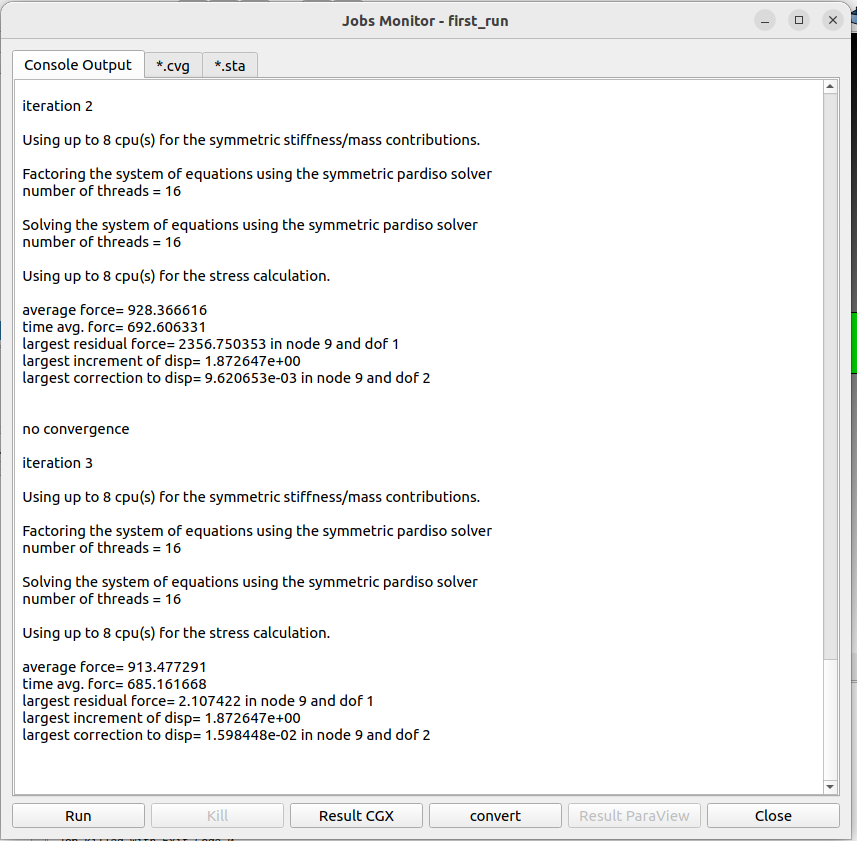 Jobs Monitor - first_run
Console Output
*.cvg
*.sta
iteration 2
Using up to 8 cpu(s) for the symmetric stiffness/mass contributions.
Factoring the system of equations using the symmetric pardiso solver
number of threads = 16
Solving the system of equations using the symmetric pardiso solver
number of threads = 16
Using up to 8 cpu(s) for the stress calculation.
average force= 928.366616
time avg. forc= 692.606331
largest residual force= 2356.750353 in node 9 and dof 1
largest increment of disp= 1.872647e+00
largest correction to disp= 9.620653e-03 in node 9 and dof 2
no convergence
iteration 3
Using up to 8 cpu(s) for the symmetric stiffness/mass contributions.
Factoring the system of equations using the symmetric pardiso solver
number of threads = 16
Solving the system of equations using the symmetric pardiso solver
number of threads = 16
Using up to 8 cpu(s) for the stress calculation.
average force= 913.477291
time avg. forc= 685.161668
largest residual force= 2.107422 in node 9 and dof 1
largest increment of disp= 1.872647e+00
largest correction to disp= 1.598448e-02 in node 9 and dof 2
Run
Kill
Result CGX
convert
Result ParaView
Close